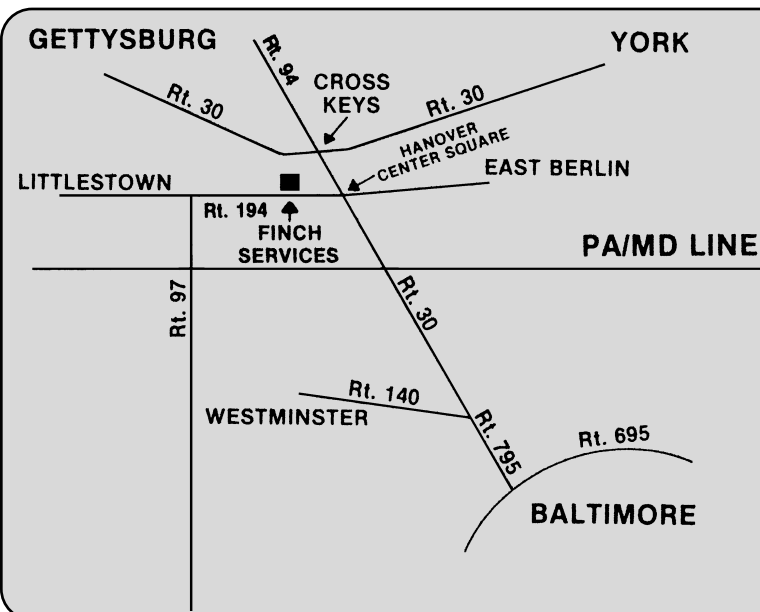 GETTYSBURG
Rt. 94
YORK
CROSS
KEYS
Rt. 30
Rt. 30
HANOVER
CENTER SQUARE
LITTLESTOWN
EAST BERLIN
Rt. 194
FINCH
SERVICES
PA/MD LINE
Rt. 97
Rt. 30
Rt. 140
WESTMINSTER
Rt. 795
Rt. 695
BALTIMORE